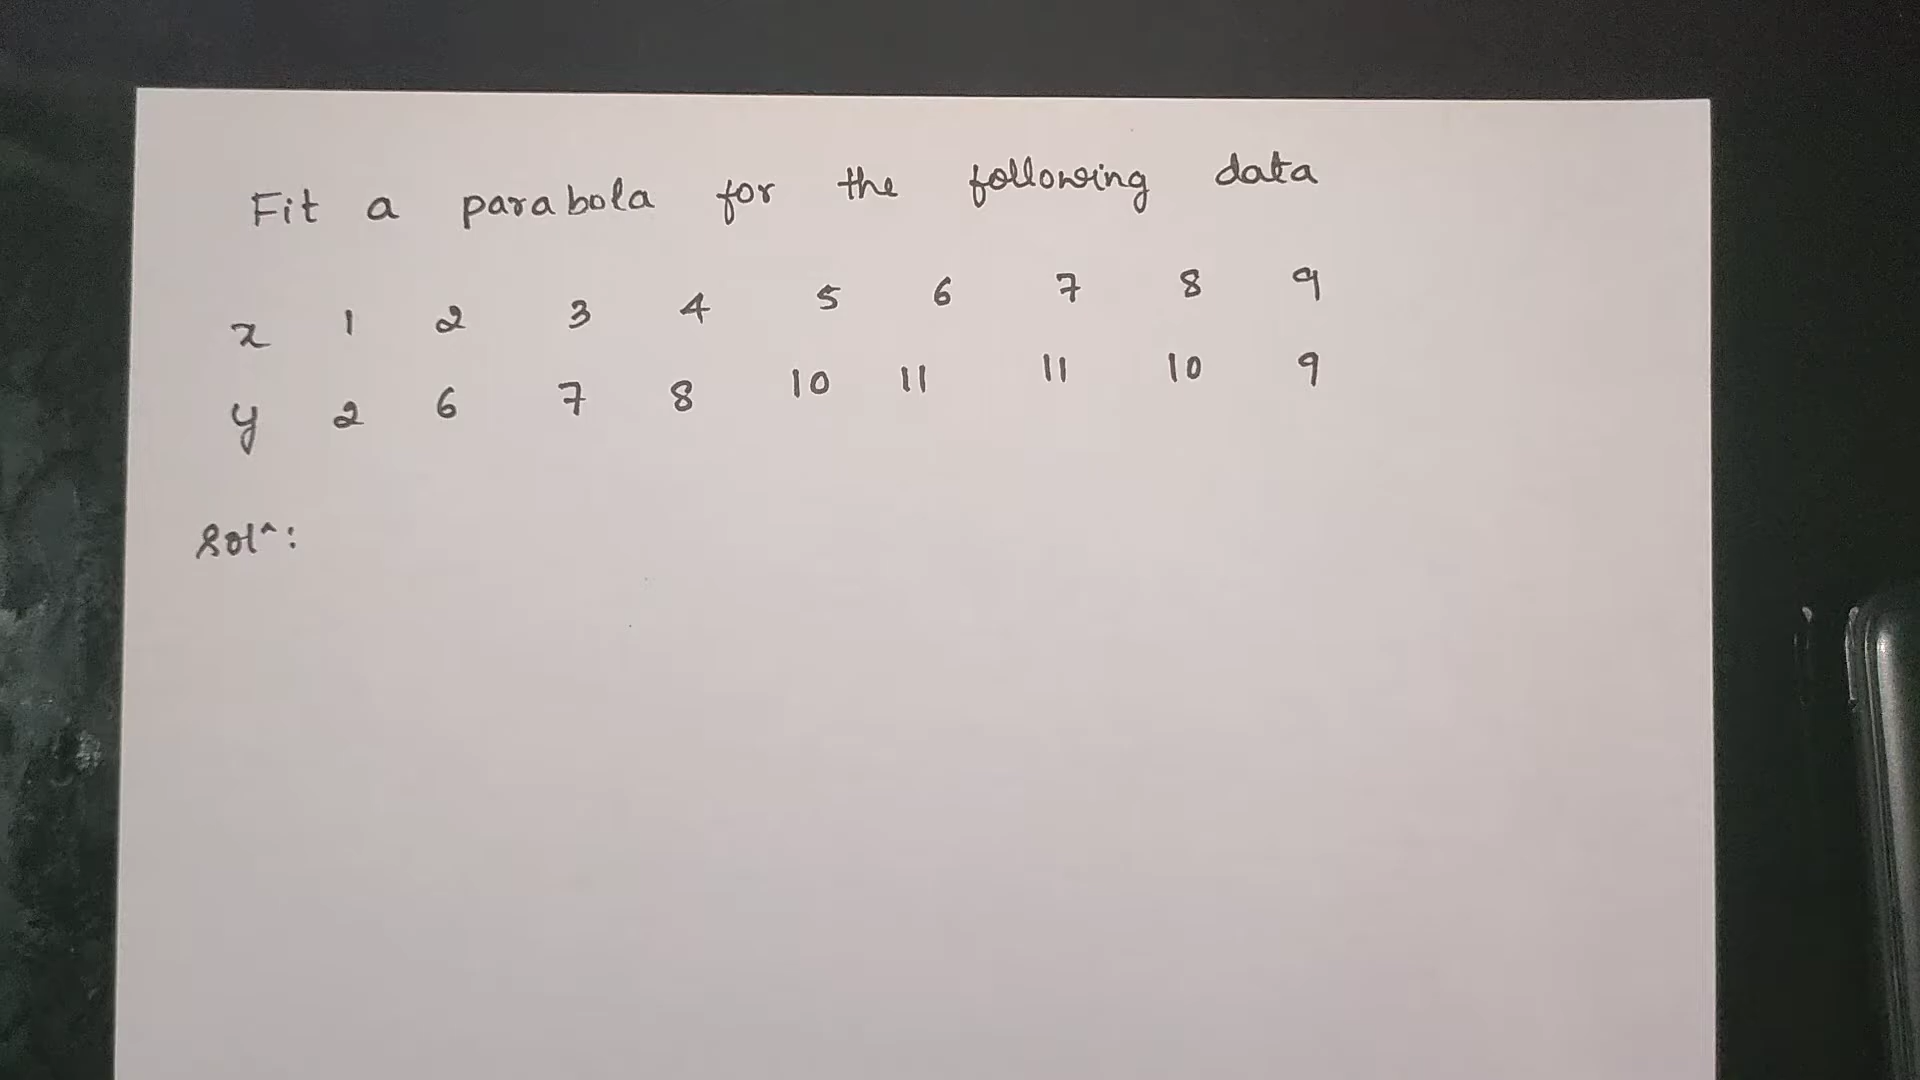 Fit a parabola for the following data
x 1 2 3 4 5 6 7 8 9
y 2 6 7 8 10 11 11 10 9
Solⁿ: